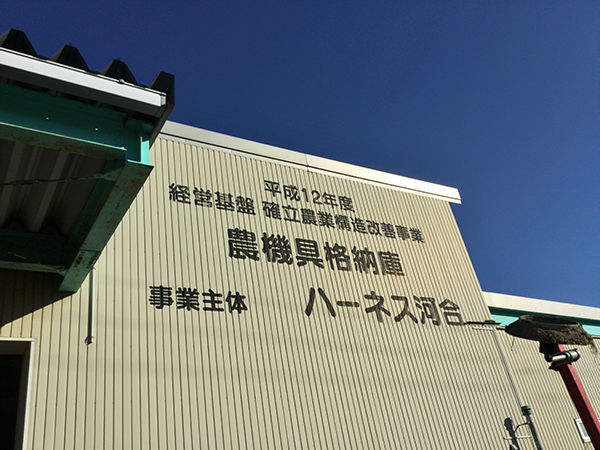 平成12年度
経営基盤 確立農業構造改善事業
農機具格納庫
事業主体 ハーネス河合